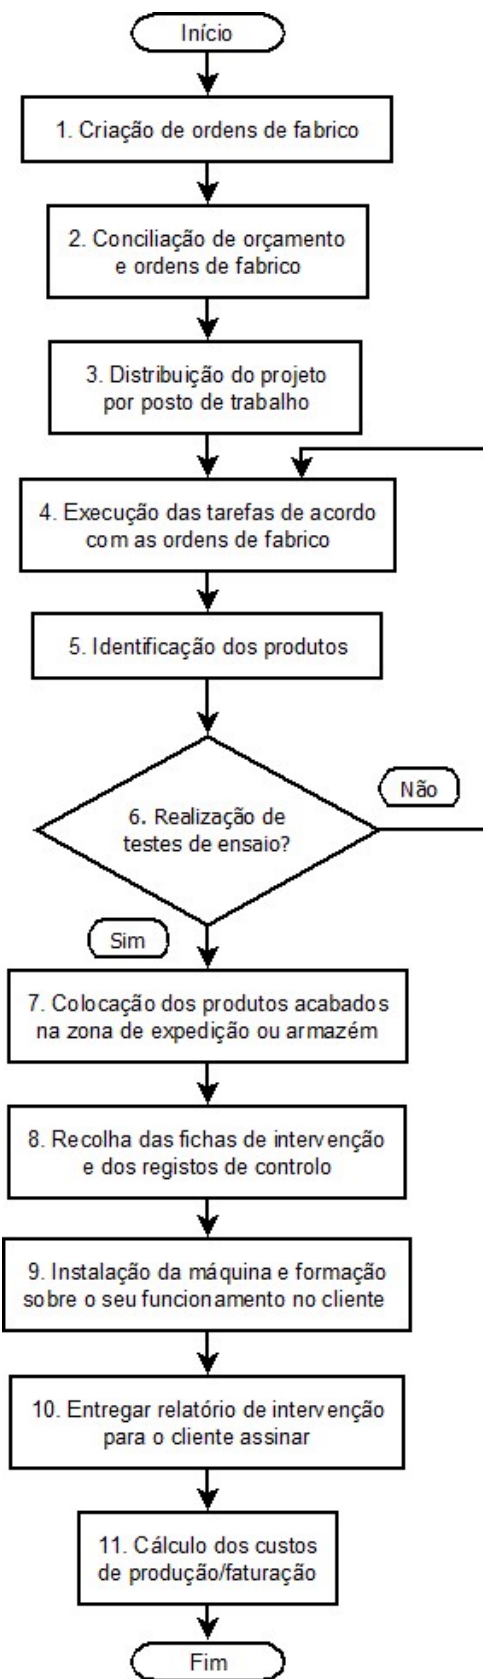 Início
1. Criação de ordens de fabrico
2. Conciliação de orçamento
e ordens de fabrico
3. Distribuição do projeto
por posto de trabalho
4. Execução das tarefas de acordo
com as ordens de fabrico
5. Identificação dos produtos
6. Realização de
testes de ensaio?
Não
Sim
7. Colocação dos produtos acabados
na zona de expedição ou armazém
8. Recolha das fichas de intervenção
e dos registos de controlo
9. Instalação da máquina e formação
sobre o seu funcionamento no cliente
10. Entregar relatório de intervenção
para o cliente assinar
11. Cálculo dos custos
de produção/faturação
Fim